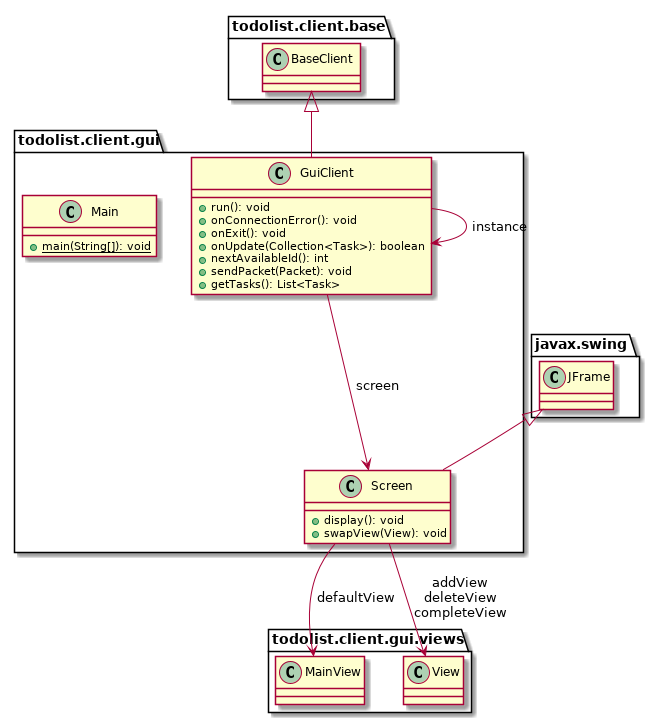 todolist.client.base
C BaseClient
todolist.client.gui
C GuiClient
run(): void
onConnectionError(): void
onExit(): void
onUpdate(Collection<Task>): boolean
nextAvailableId(): int
sendPacket(Packet): void
getTasks(): List<Task>
instance
C Main
main(String[]): void
javax.swing
C JFrame
screen
C Screen
display(): void
swapView(View): void
defaultView
addView
deleteView
completeView
todolist.client.gui.views
C MainView
C View